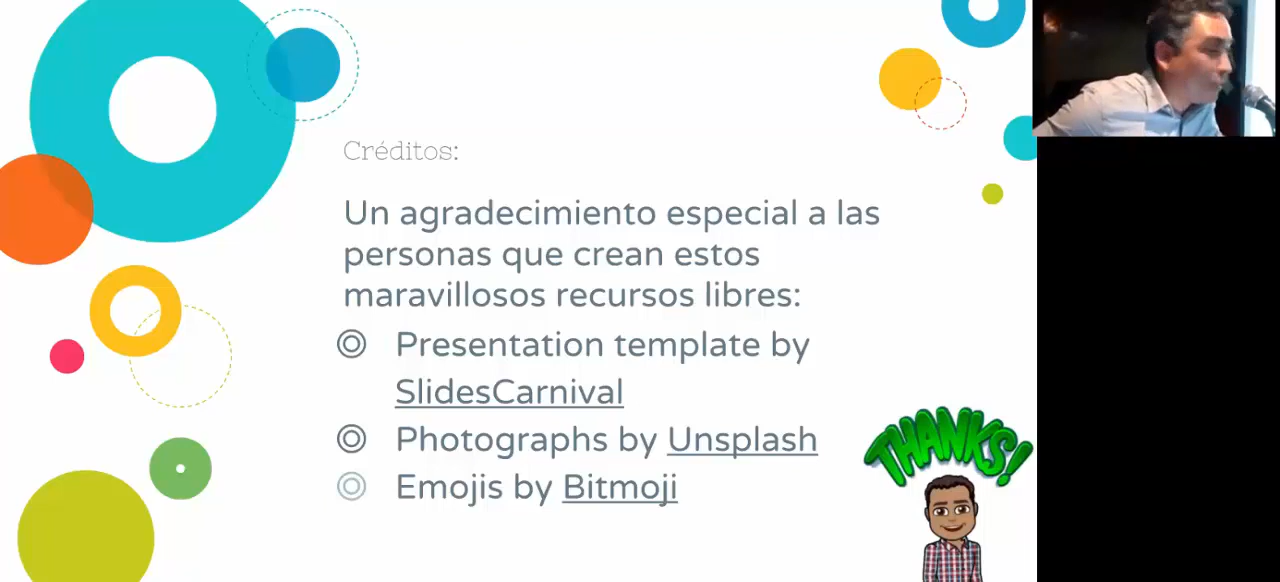 Créditos:
Un agradecimiento especial a las
personas que crean estos
maravillosos recursos libres:
Presentation template by
SlidesCarnival
Photographs by Unsplash
Emojis by Bitmoji
THANKS!